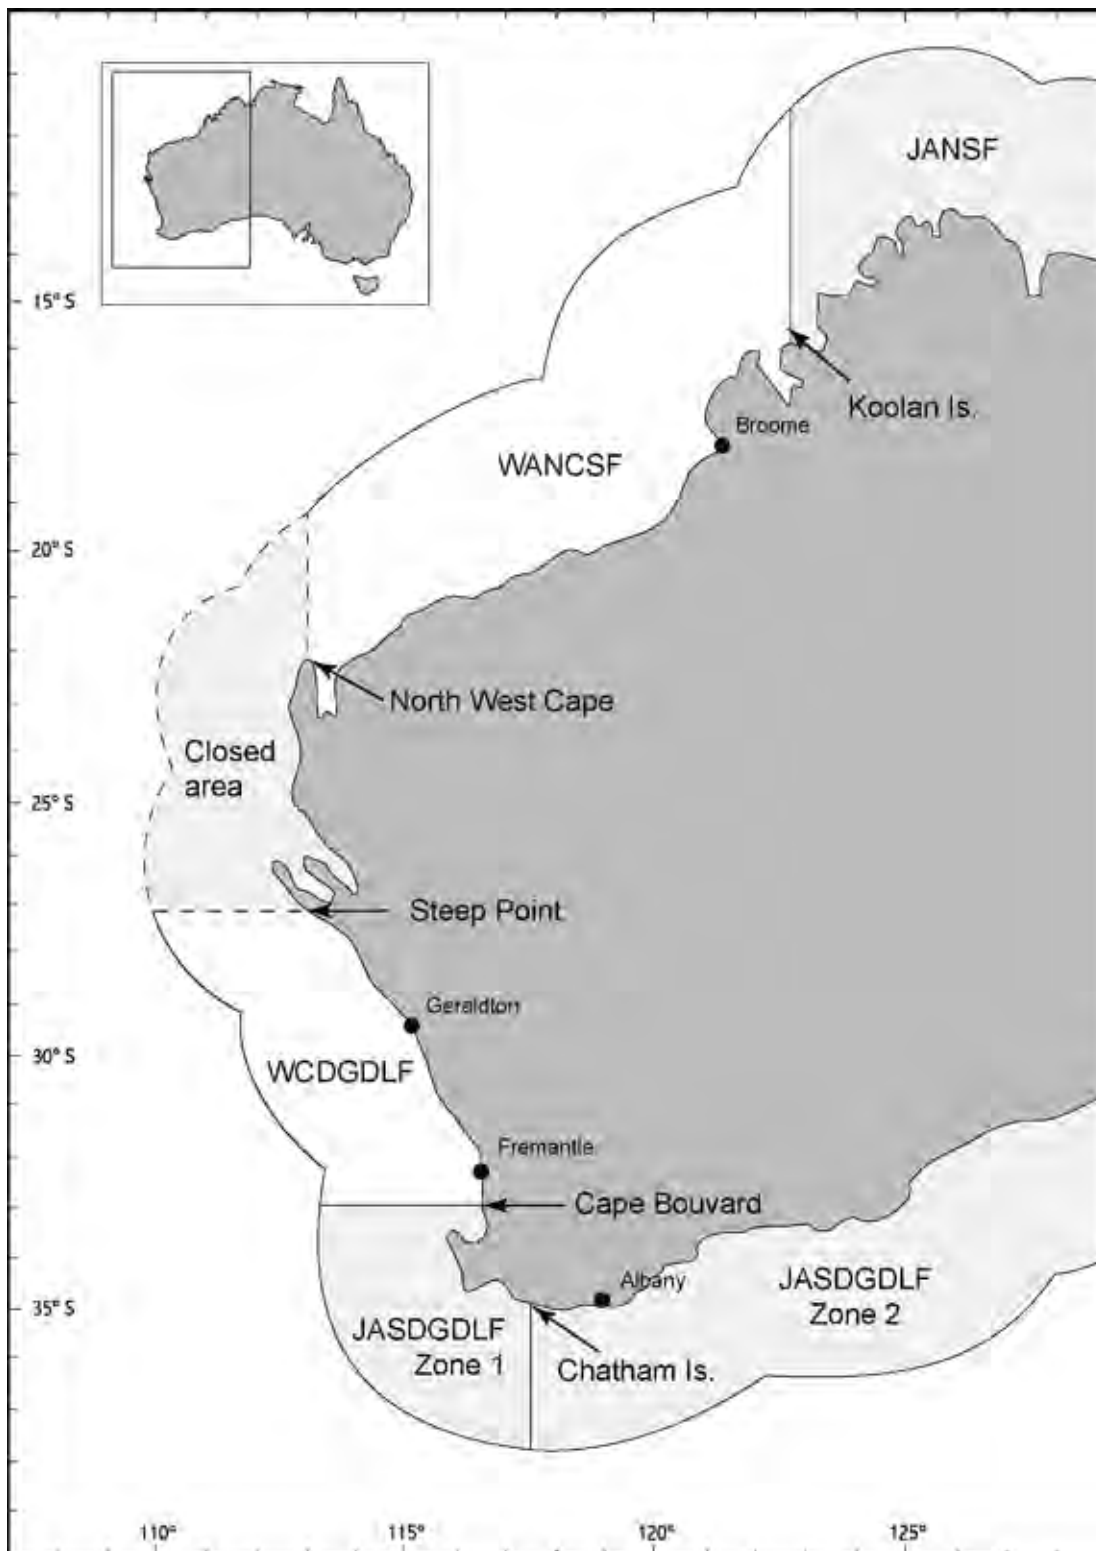 JANSF
15° S
Koolan Is.
Broome
WANCSF
20° S
North West Cape
Closed
area
25° S
Steep Point
Geraldton
30° S
WCDGDLF
Fremantle
Cape Bouvard
Albany
JASDGDLF
Zone 2
35° S
JASDGDLF
Zone 1
Chatham Is.
110°
115°
120°
125°